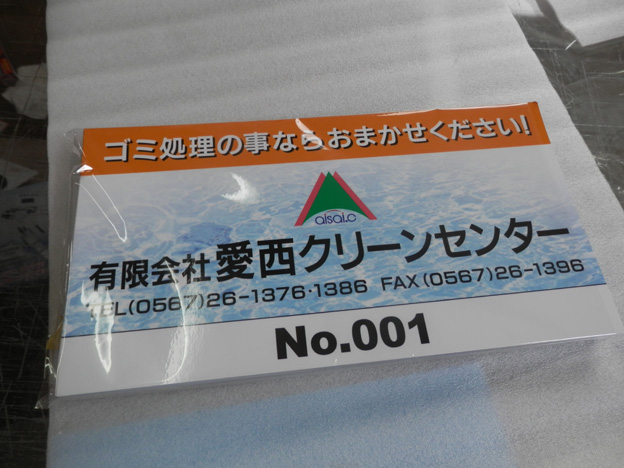 ゴミ処理の事ならおまかせください!
aisai.c
有限会社 愛西クリーンセンター
TEL(0567)26-1376・1386 FAX(0567)26-1396
No.001